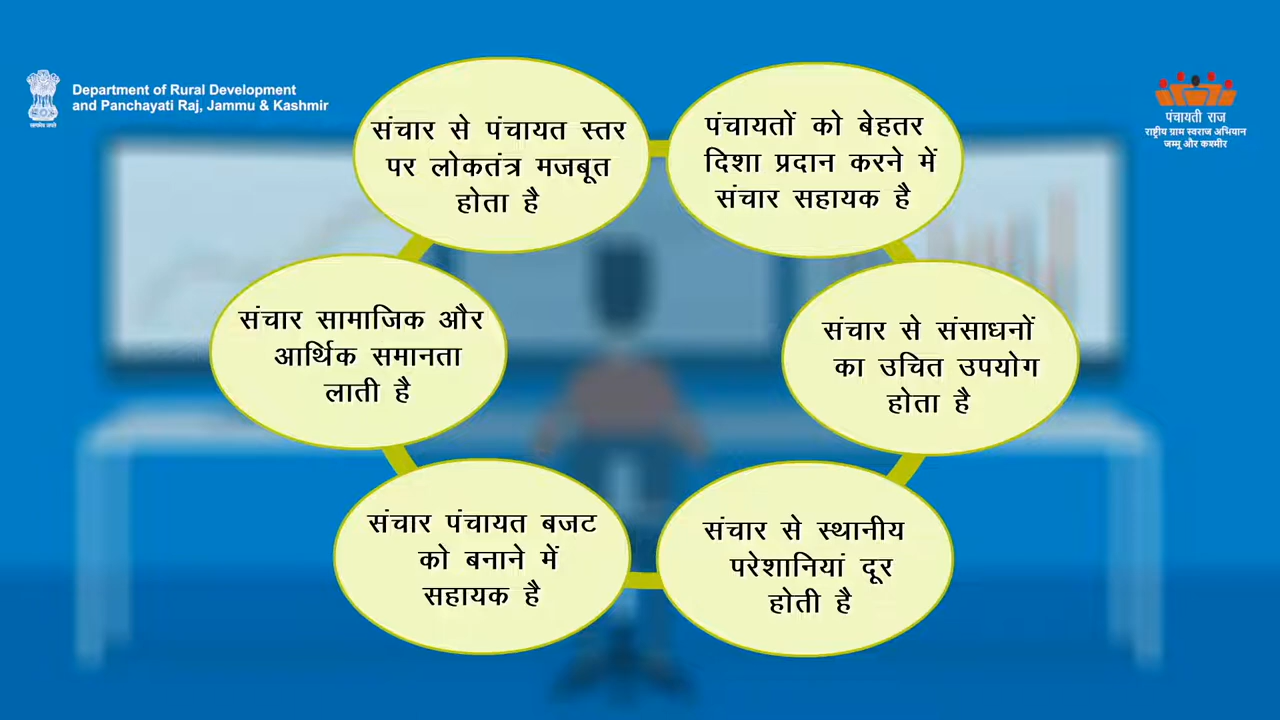 Department of Rural Development
and Panchayati Raj, Jammu & Kashmir
पंचायती राज
राष्ट्रीय ग्राम स्वराज अभियान
जम्मू और कश्मीर
संचार से पंचायत स्तर
पर लोकतंत्र मजबूत
होता है
पंचायतों को बेहतर
दिशा प्रदान करने में
संचार सहायक है
संचार सामाजिक और
आर्थिक समानता
लाती है
संचार से संसाधनों
का उचित उपयोग
होता है
संचार पंचायत बजट
को बनाने में
सहायक है
संचार से स्थानीय
परेशानियां दूर
होती है